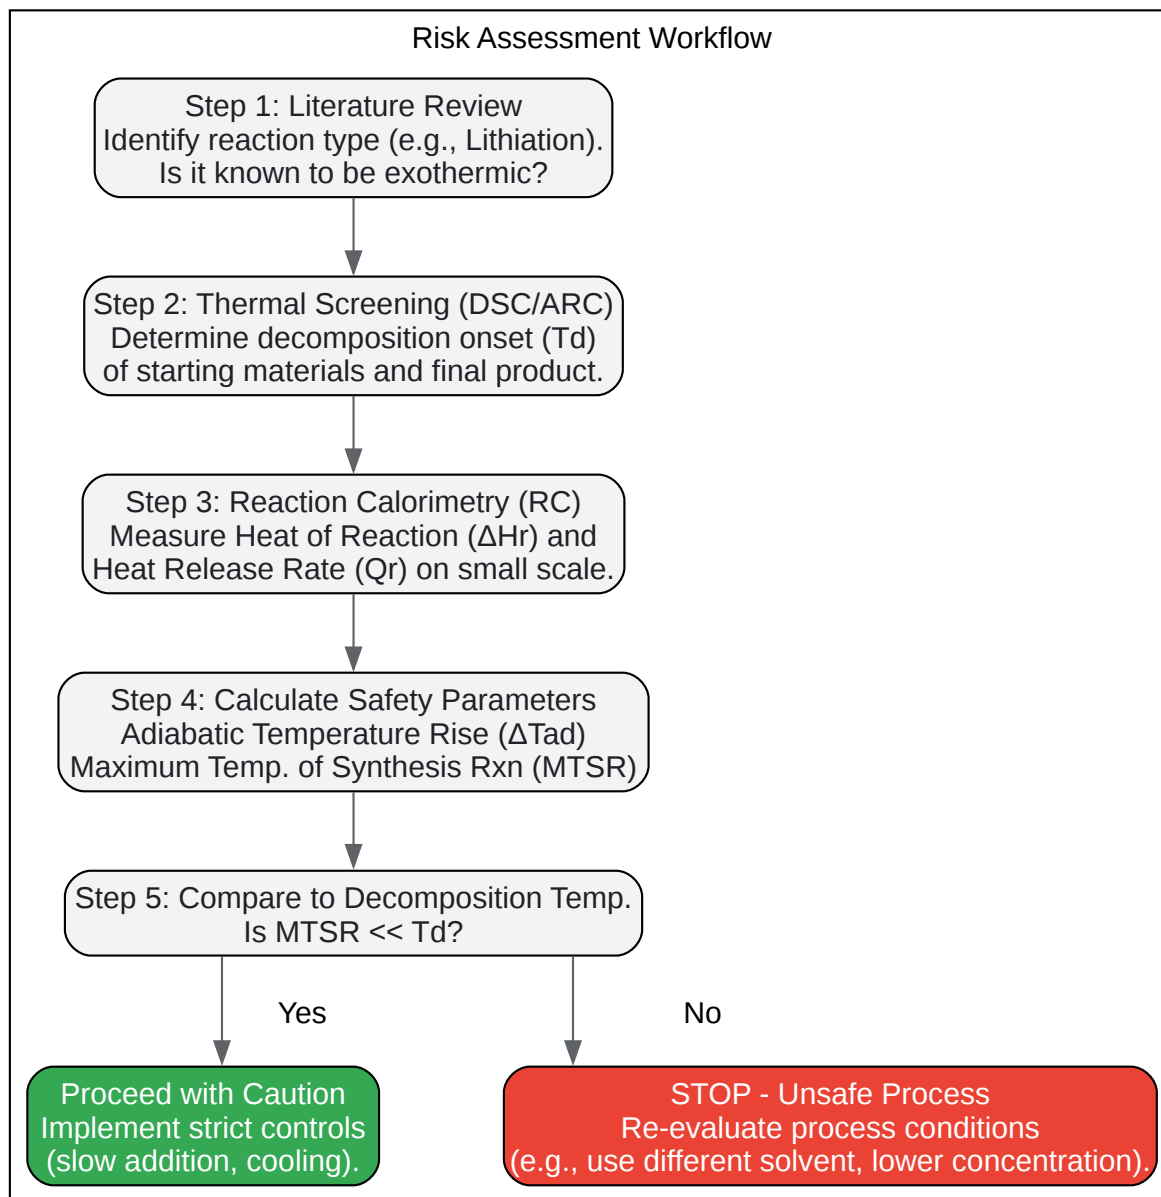 Risk Assessment Workflow
Step 1: Literature Review
Identify reaction type (e.g., Lithiation).
Is it known to be exothermic?
Step 2: Thermal Screening (DSC/ARC)
Determine decomposition onset (Td)
of starting materials and final product.
Step 3: Reaction Calorimetry (RC)
Measure Heat of Reaction (ΔHr) and
Heat Release Rate (Qr) on small scale.
Step 4: Calculate Safety Parameters
Adiabatic Temperature Rise (ΔTad)
Maximum Temp. of Synthesis Rxn (MTSR)
Step 5: Compare to Decomposition Temp.
Is MTSR << Td?
Yes
No
Proceed with Caution
Implement strict controls
(slow addition, cooling).
STOP - Unsafe Process
Re-evaluate process conditions
(e.g., use different solvent, lower concentration).